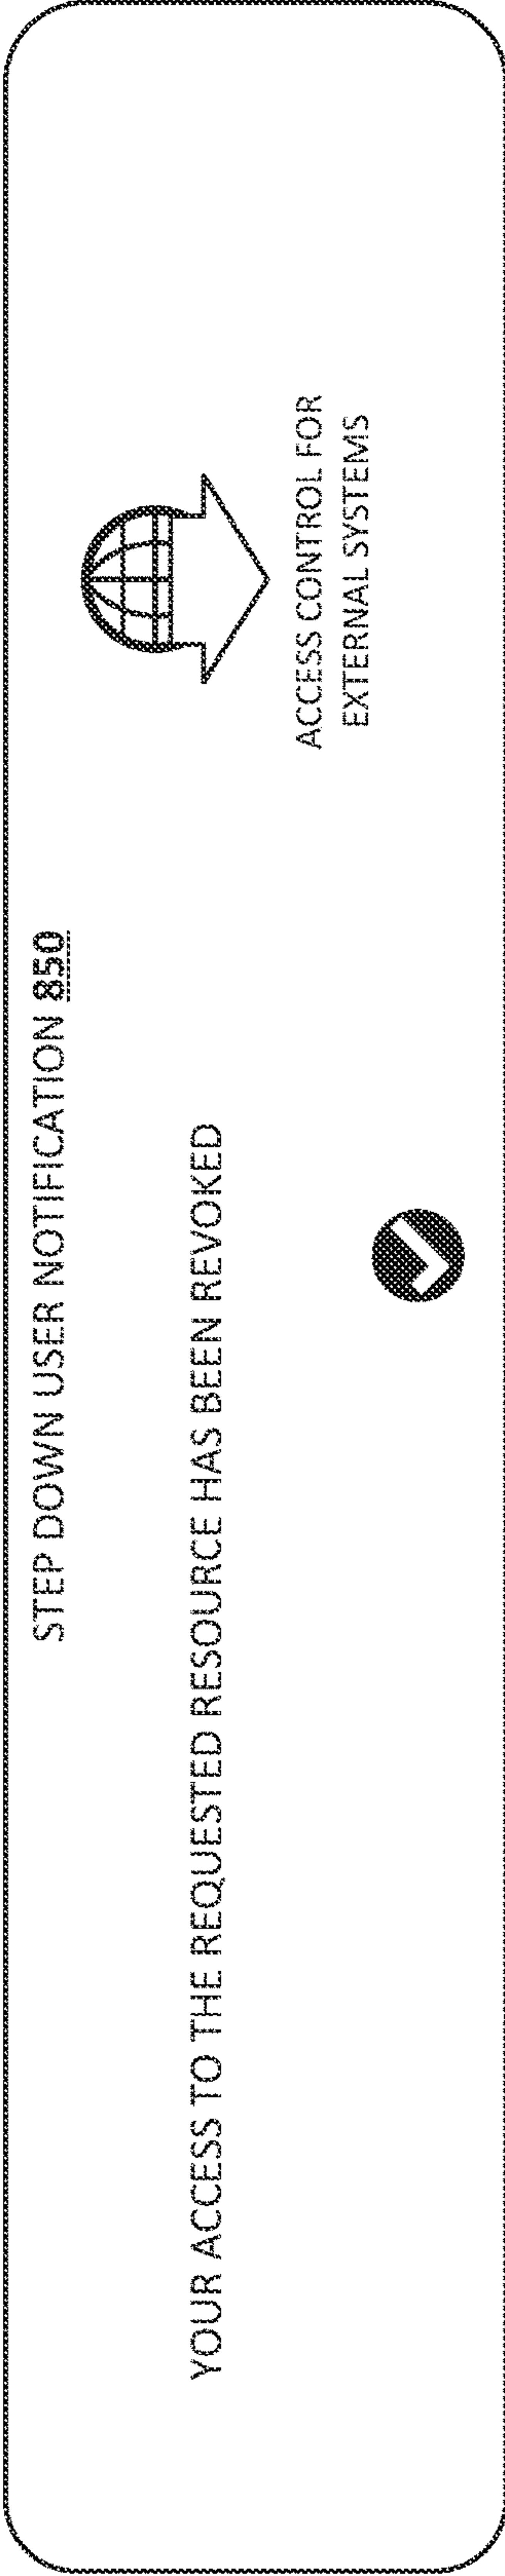 STEP DOWN USER NOTIFICATION 850
YOUR ACCESS TO THE REQUESTED RESOURCE HAS BEEN REVOKED
ACCESS CONTROL FOR
EXTERNAL SYSTEMS